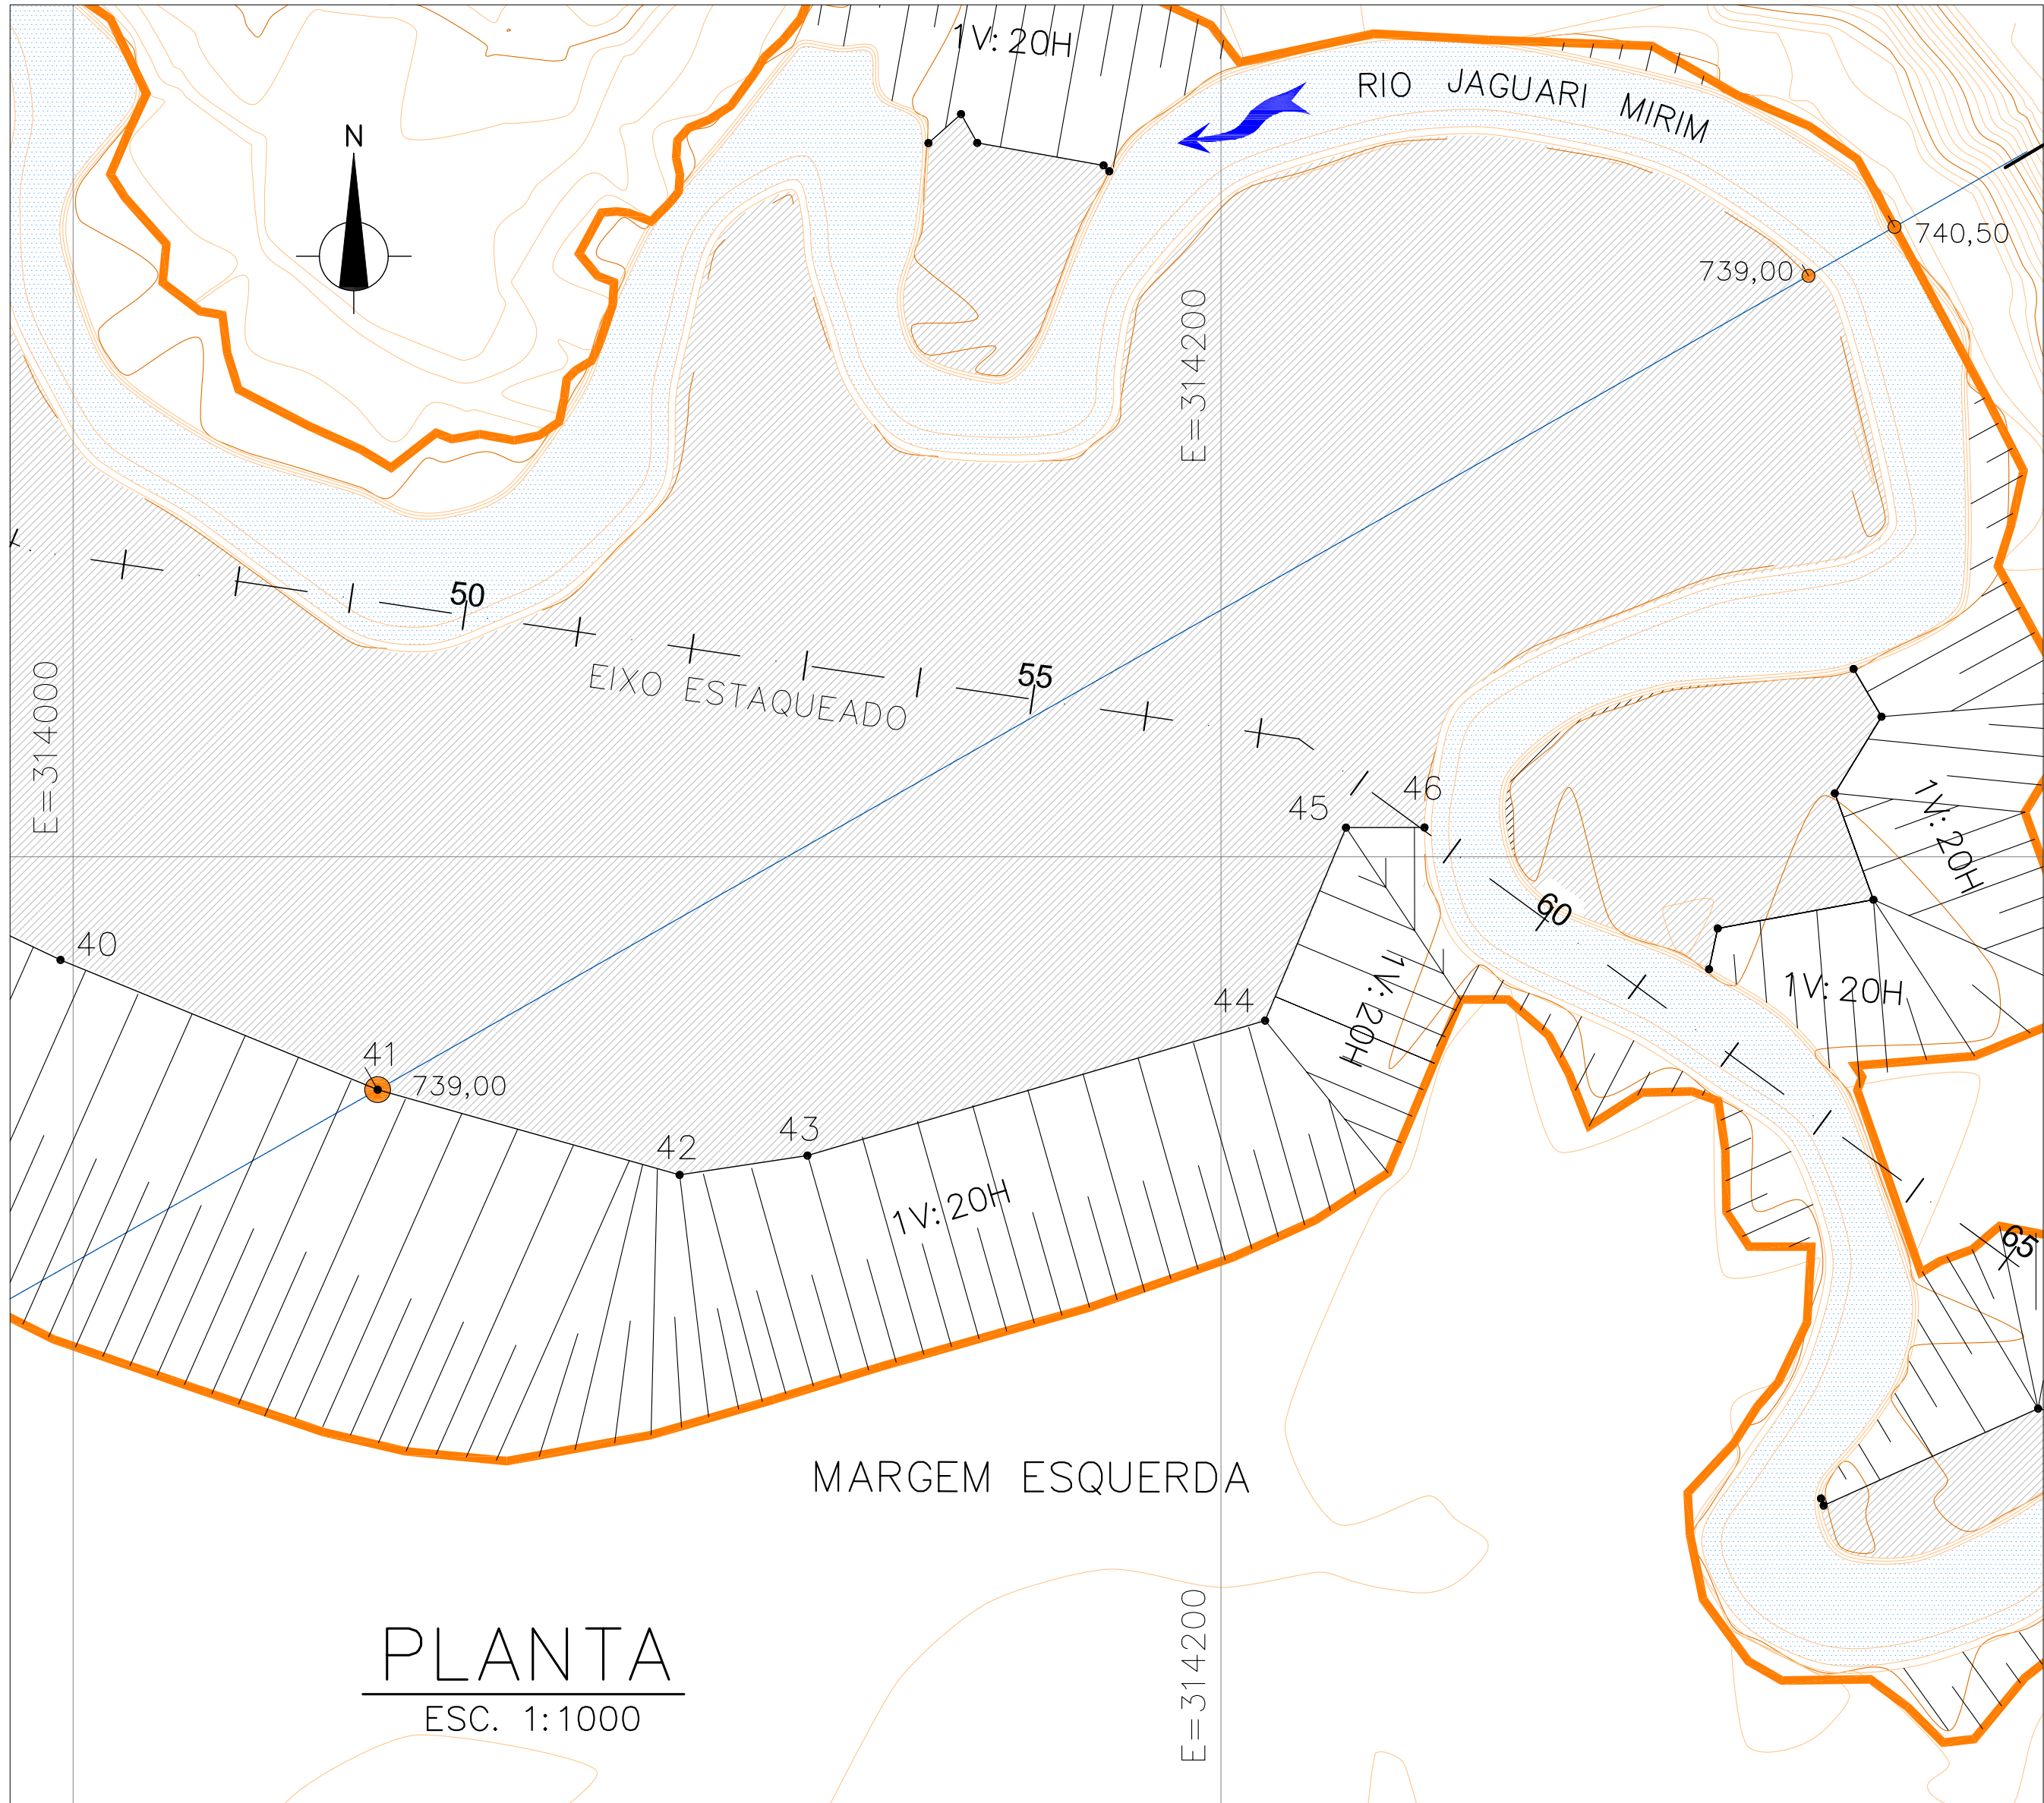 1V:20H
RIO JAGUARI MIRIM
N
740,50
739,00
E=314200
50
55
EIXO ESTAQUEADO
E=314000
45
46
1V:20H
60
40
1V:20H
44
1V:20H
41
739,00
43
42
1V:20H
65
MARGEM ESQUERDA
E=314200
PLANTA
ESC. 1:1000